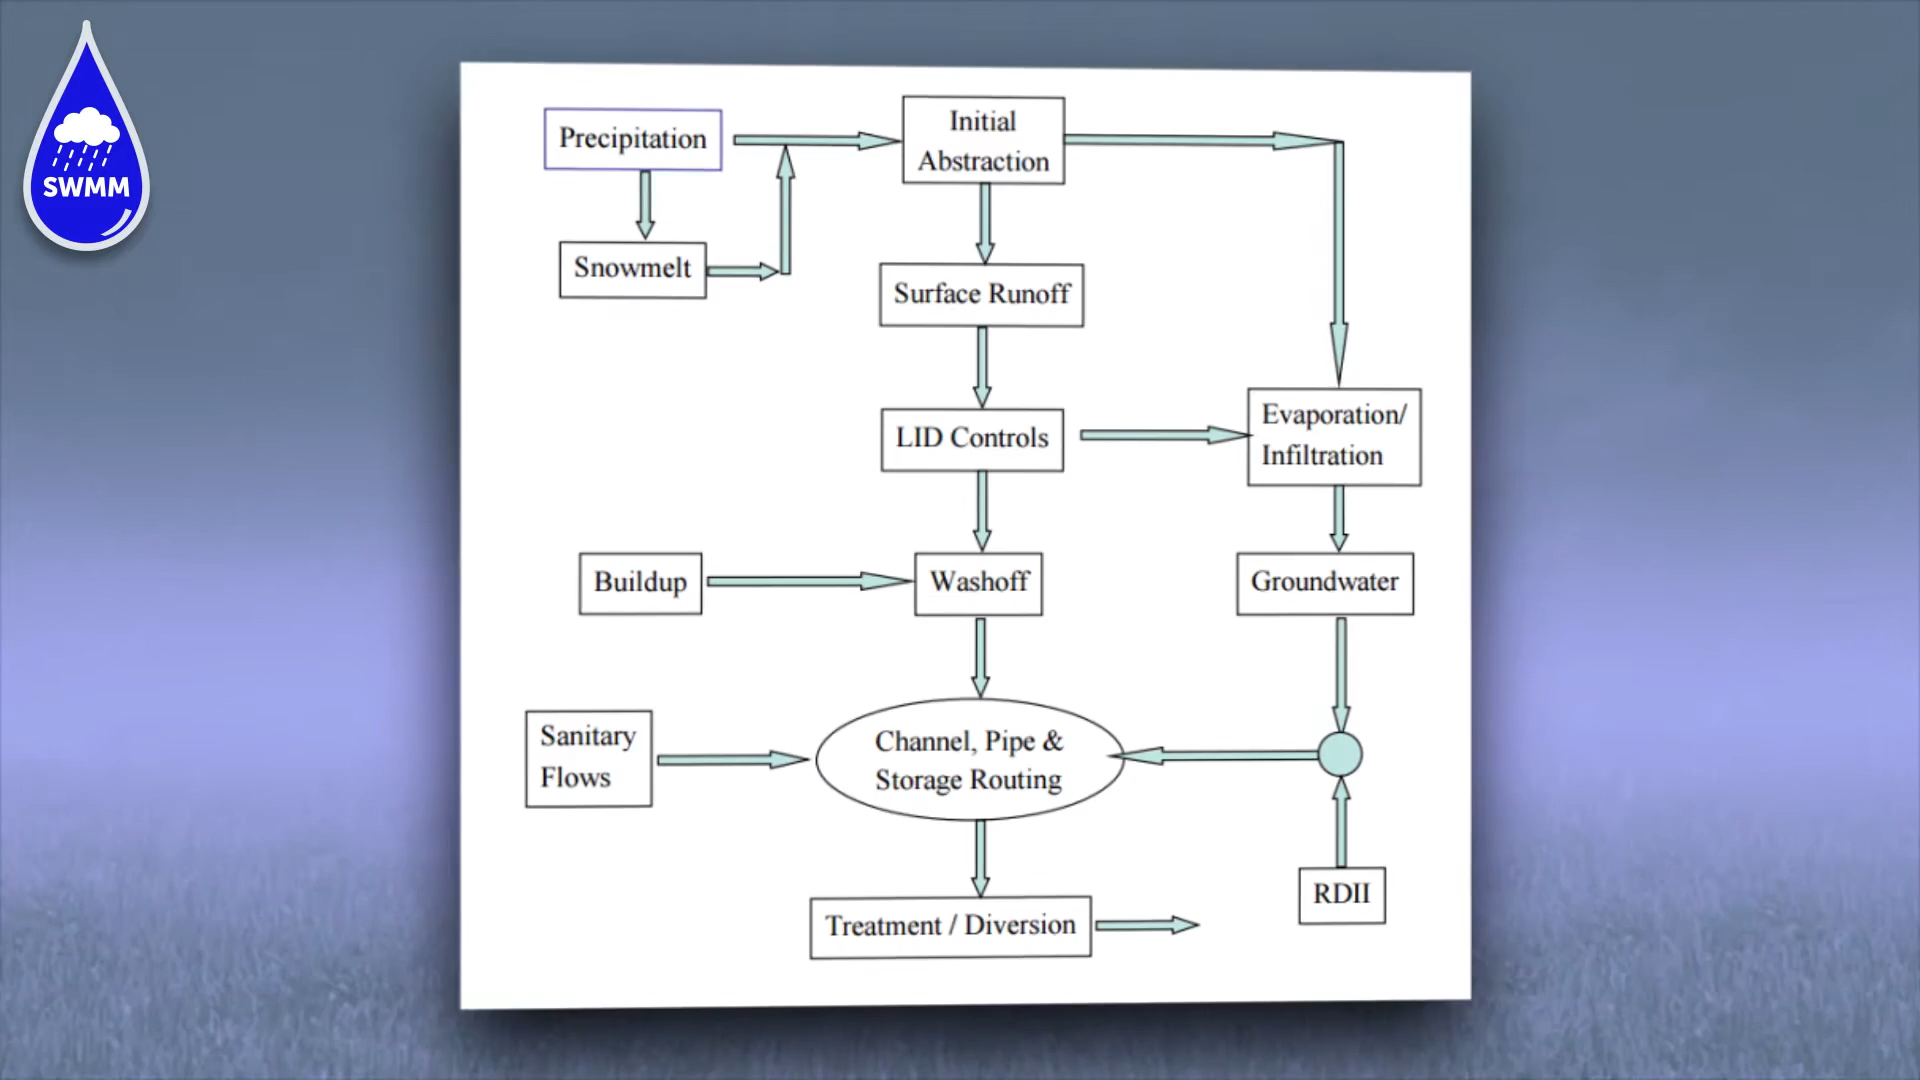 SWMM
Precipitation
Initial
Abstraction
Snowmelt
Surface Runoff
LID Controls
Evaporation/
Infiltration
Buildup
Washoff
Groundwater
Sanitary
Flows
Channel, Pipe &
Storage Routing
RDII
Treatment / Diversion